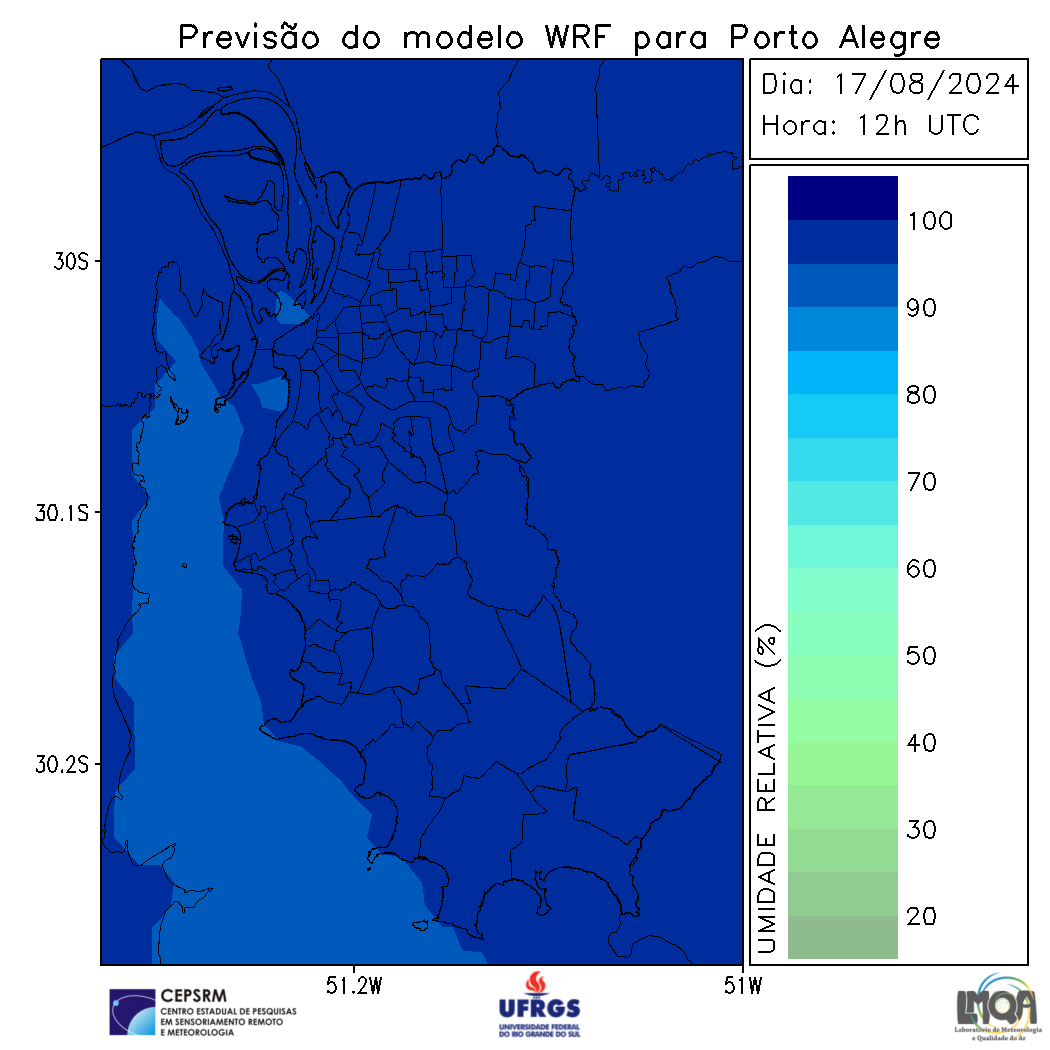 Previsão do modelo WRF para Porto Alegre
Dia: 17/08/2024
Hora: 12h UTC
30S
30.1S
30.2S
51.2W
51W
100
90
80
70
60
50
40
30
20
UMIDADE RELATIVA (%)
CEPSRM
CENTRO ESTADUAL DE PESQUISAS
EM SENSORIAMENTO REMOTO
E METEOROLOGIA
UFRGS
UNIVERSIDADE FEDERAL
DO RIO GRANDE DO SUL
LMQA
Laboratório de Meteorologia
e Qualidade do Ar